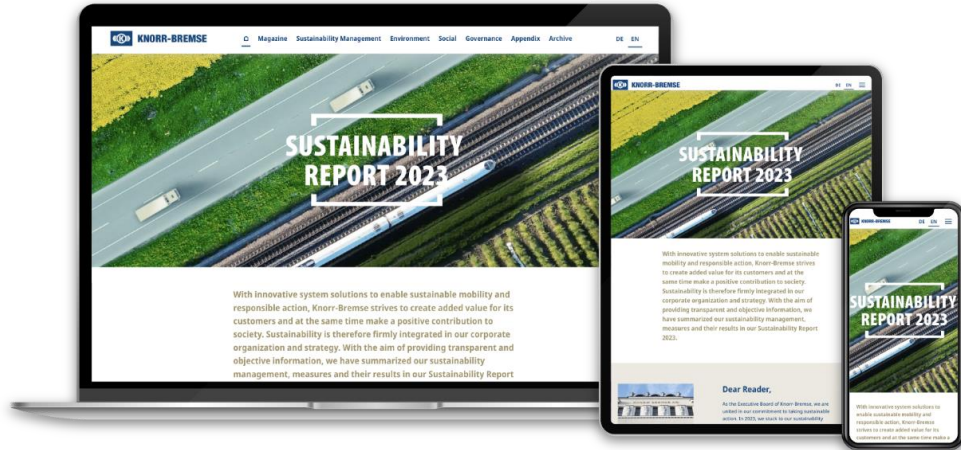 KNORR-BREMSE
Magazine Sustainability Management Environment Social Governance Appendix Archive
DE EN
SUSTAINABILITY
REPORT 2023
With innovative system solutions to enable sustainable mobility and
responsible action, Knorr-Bremse strives to create added value for its
customers and at the same time make a positive contribution to
society. Sustainability is therefore firmly integrated in our corporate
organization and strategy. With the aim of providing transparent and
objective information, we have summarized our sustainability
management, measures and their results in our Sustainability Report
KNORR-BREMSE
DE EN
SUSTAINABILITY
REPORT 2023
With innovative system solutions to enable sustainable
mobility and responsible action, Knorr-Bremse strives
to create added value for its customers and at the
same time make a positive contribution to society.
Sustainability is therefore firmly integrated in our
corporate organization and strategy. With the aim of
providing transparent and objective information, we
have summarized our sustainability management,
measures and their results in our Sustainability Report
2023.
Dear Reader,
As the Executive Board of Knorr-Bremse, we are
united in our commitment to taking sustainable
action. In 2023, we stuck to our sustainability
KNORR-BREMSE
DE EN
SUSTAINABILITY
REPORT 2023
With innovative system solutions to
enable sustainable mobility and
responsible action, Knorr-Bremse
strives to create added value for its
customers and at the same time make a